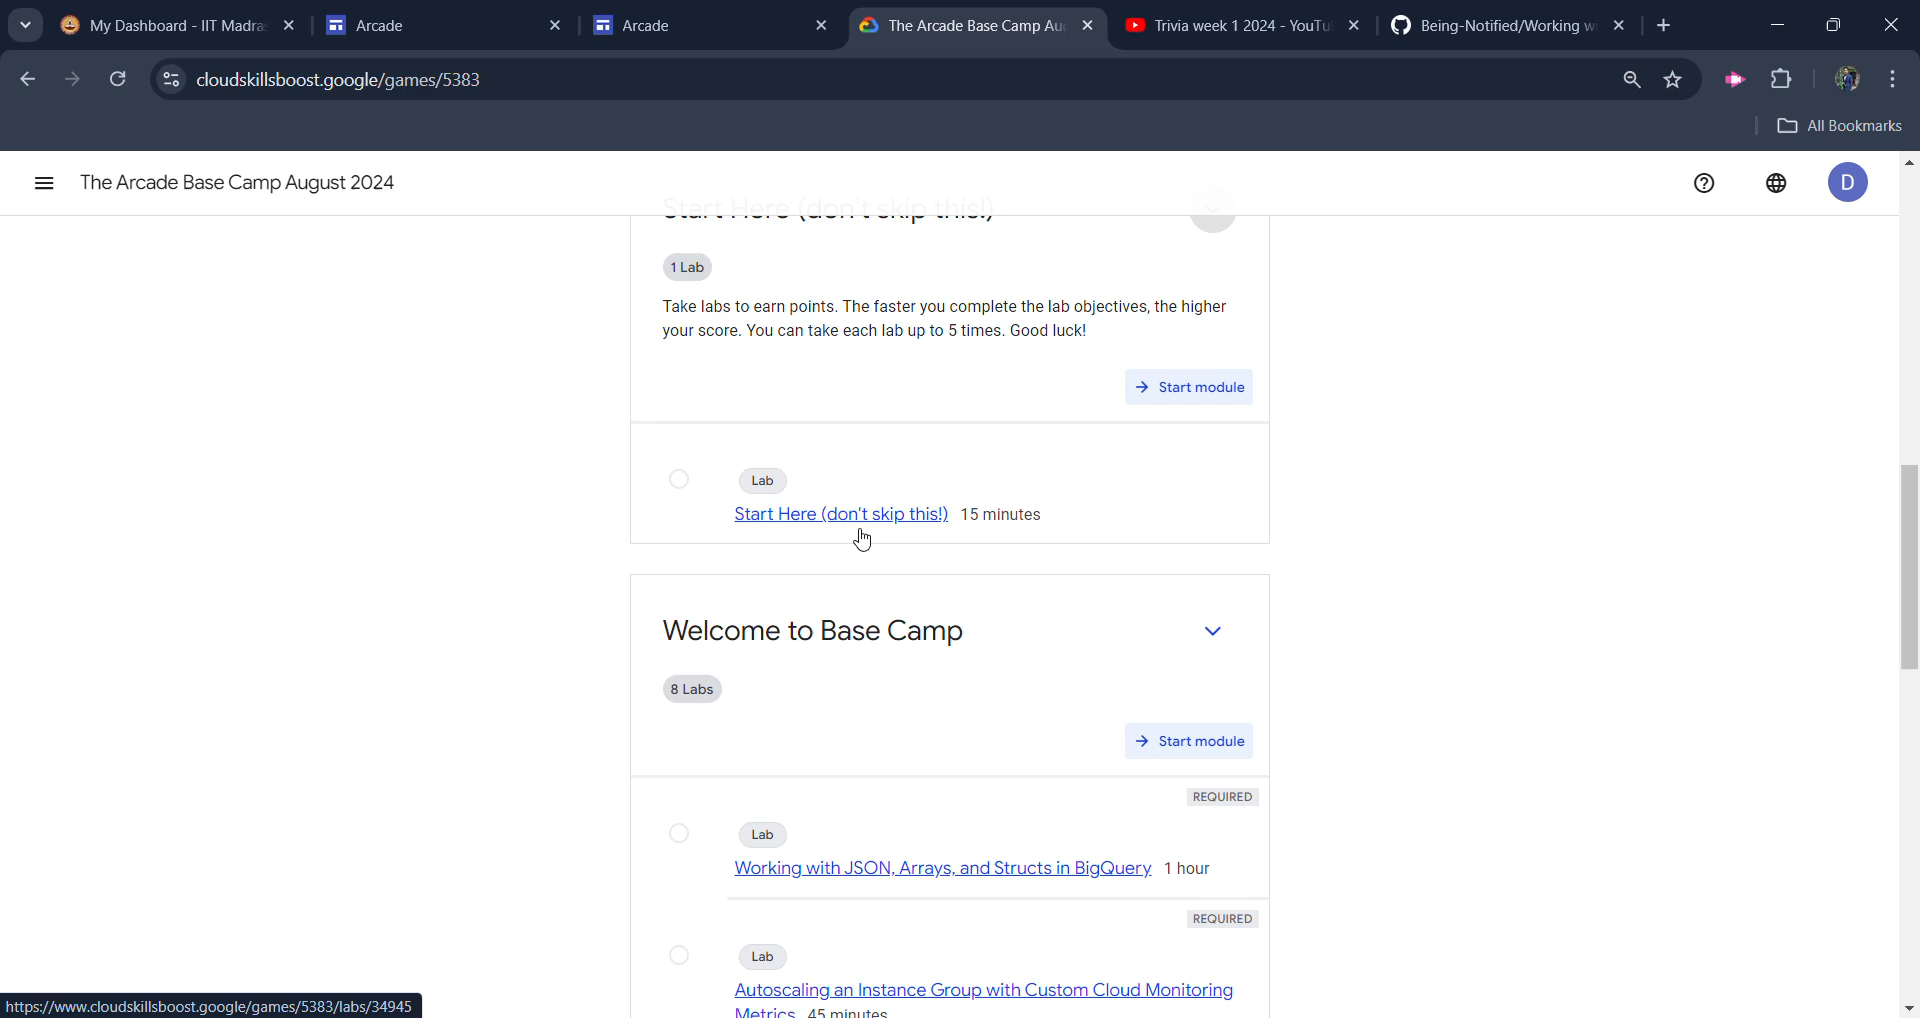 My Dashboard - IIT Madra
Arcade
Arcade
The Arcade Base Camp Au
Trivia week 1 2024 - YouTu
Being-Notified/Working w
cloudskillsboost.google/games/5383
All Bookmarks
The Arcade Base Camp August 2024
D
Start Here (don't skip this!)
1 Lab
Take labs to earn points. The faster you complete the lab objectives, the higher
your score. You can take each lab up to 5 times. Good luck!
Start module
Lab
Start Here (don't skip this!) 15 minutes
Welcome to Base Camp
8 Labs
Start module
REQUIRED
Lab
Working with JSON, Arrays, and Structs in BigQuery 1 hour
REQUIRED
Lab
Autoscaling an Instance Group with Custom Cloud Monitoring
Metrics 45 minutes
https://www.cloudskillsboost.google/games/5383/labs/34945